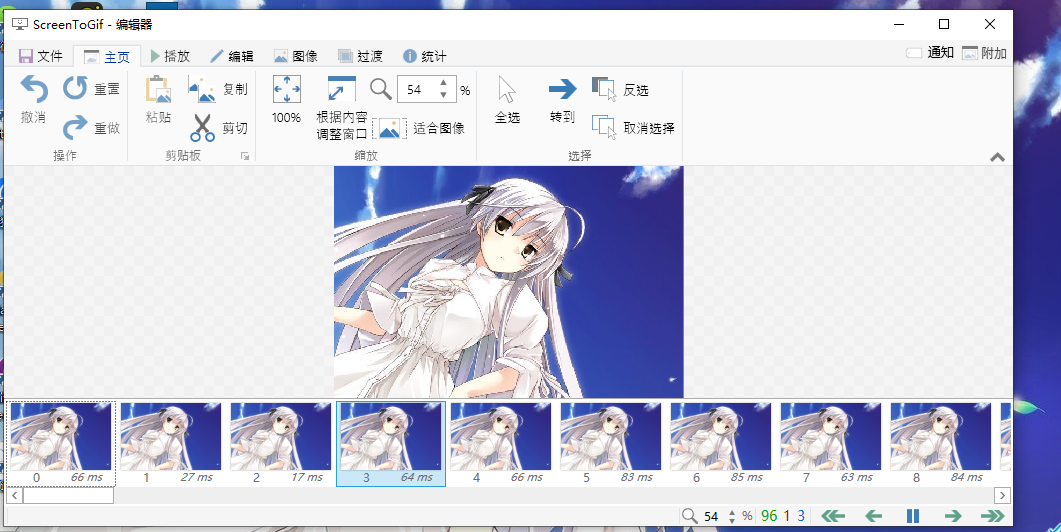 ScreenToGif - 编辑器
文件 主页 播放 编辑 图像 过渡 统计 通知 附加
撤消 重置 重做 操作
粘贴 复制 剪切 剪贴板
100% 根据内容调整窗口 54 % 适合图像 缩放
全选 转到 反选 取消选择 选择
0 66 ms 1 27 ms 2 17 ms 3 64 ms 4 66 ms 5 83 ms 6 85 ms 7 63 ms 8 84 ms
54 % 96 1 3